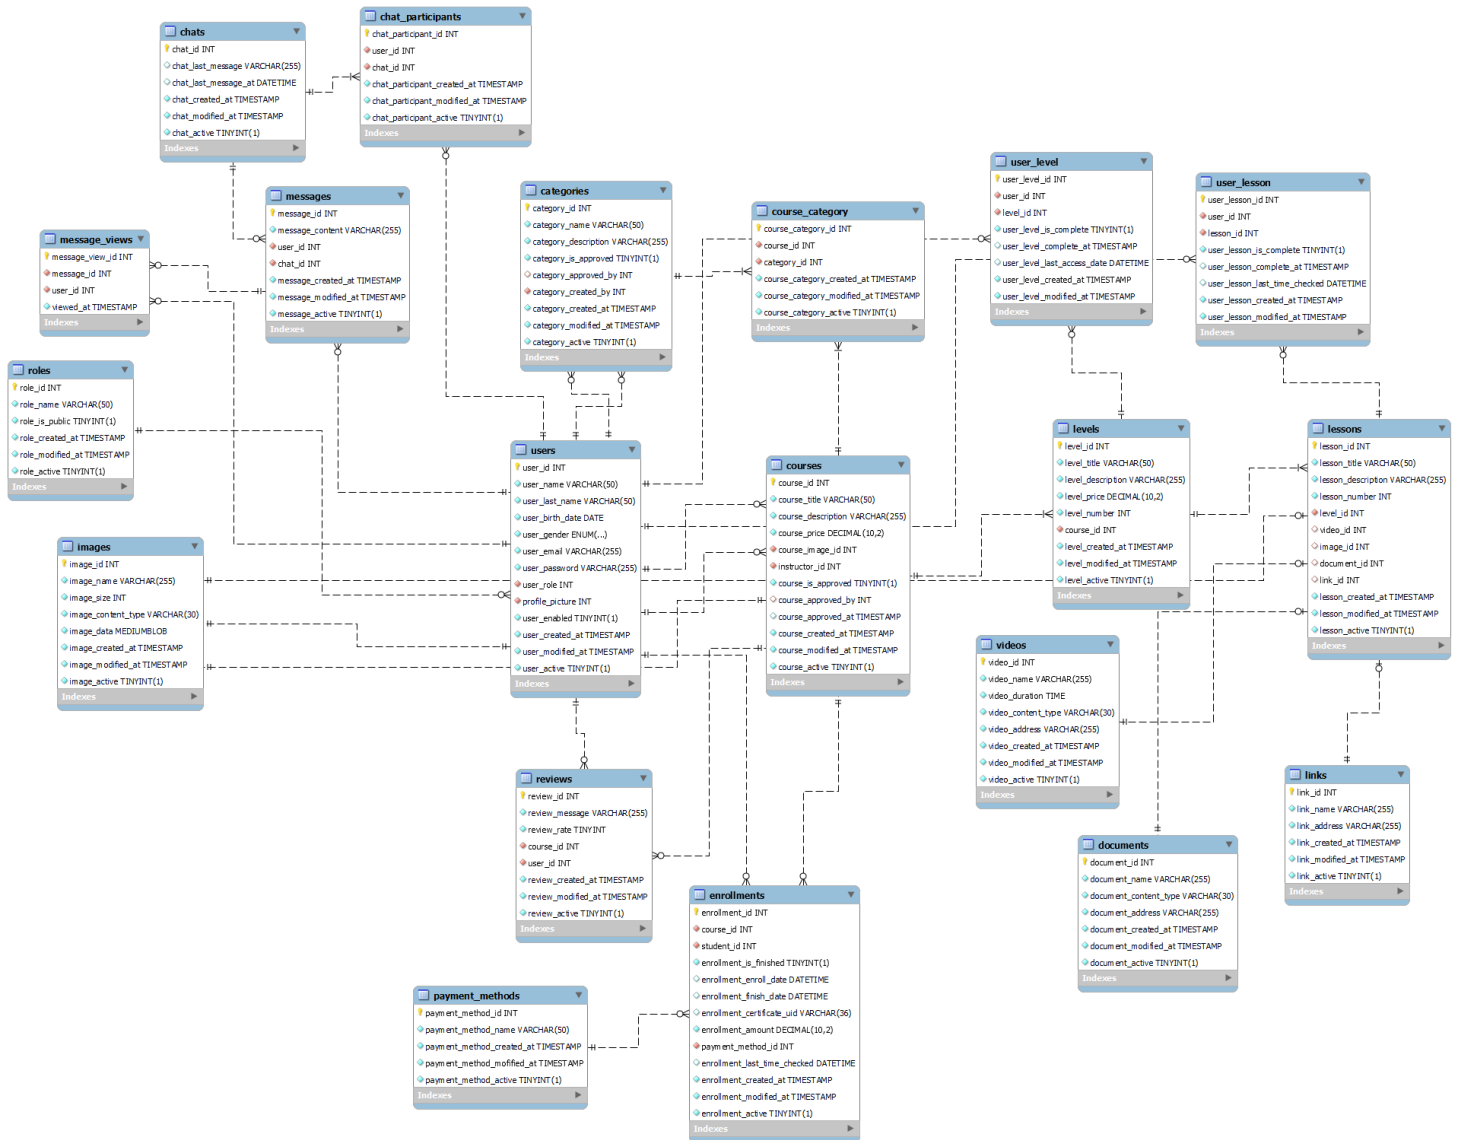 chats
chat_id INT
chat_last_message VARCHAR(255)
chat_last_message_at DATETIME
chat_created_at TIMESTAMP
chat_modified_at TIMESTAMP
chat_active TINYINT(1)
Indexes
chat_participants
chat_participant_id INT
user_id INT
chat_id INT
chat_participant_created_at TIMESTAMP
chat_participant_modified_at TIMESTAMP
chat_participant_active TINYINT(1)
Indexes
messages
message_id INT
message_content VARCHAR(255)
user_id INT
chat_id INT
message_created_at TIMESTAMP
message_modified_at TIMESTAMP
message_active TINYINT(1)
Indexes
message_views
message_view_id INT
message_id INT
user_id INT
viewed_at TIMESTAMP
Indexes
categories
category_id INT
category_name VARCHAR(50)
category_description VARCHAR(255)
category_is_approved TINYINT(1)
category_approved_by INT
category_created_by INT
category_created_at TIMESTAMP
category_modified_at TIMESTAMP
category_active TINYINT(1)
Indexes
course_category
course_category_id INT
course_id INT
category_id INT
course_category_created_at TIMESTAMP
course_category_modified_at TIMESTAMP
course_category_active TINYINT(1)
Indexes
user_level
user_level_id INT
user_id INT
level_id INT
user_level_is_complete TINYINT(1)
user_level_complete_at TIMESTAMP
user_level_last_access_date DATETIME
user_level_created_at TIMESTAMP
user_level_modified_at TIMESTAMP
Indexes
user_lesson
user_lesson_id INT
user_id INT
lesson_id INT
user_lesson_is_complete TINYINT(1)
user_lesson_complete_at TIMESTAMP
user_lesson_last_time_checked DATETIME
user_lesson_created_at TIMESTAMP
user_lesson_modified_at TIMESTAMP
Indexes
roles
role_id INT
role_name VARCHAR(50)
role_is_public TINYINT(1)
role_created_at TIMESTAMP
role_modified_at TIMESTAMP
role_active TINYINT(1)
Indexes
users
user_id INT
user_name VARCHAR(50)
user_last_name VARCHAR(50)
user_birth_date DATE
user_gender ENUM(...)
user_email VARCHAR(255)
user_password VARCHAR(255)
user_role INT
profile_picture INT
user_enabled TINYINT(1)
user_created_at TIMESTAMP
user_modified_at TIMESTAMP
user_active TINYINT(1)
Indexes
courses
course_id INT
course_title VARCHAR(50)
course_description VARCHAR(255)
course_price DECIMAL(10,2)
course_image_id INT
instructor_id INT
course_is_approved TINYINT(1)
course_approved_by INT
course_approved_at TIMESTAMP
course_created_at TIMESTAMP
course_modified_at TIMESTAMP
course_active TINYINT(1)
Indexes
levels
level_id INT
level_title VARCHAR(50)
level_description VARCHAR(255)
level_price DECIMAL(10,2)
level_number INT
course_id INT
level_created_at TIMESTAMP
level_modified_at TIMESTAMP
level_active TINYINT(1)
Indexes
lessons
lesson_id INT
lesson_title VARCHAR(50)
lesson_description VARCHAR(255)
lesson_number INT
level_id INT
video_id INT
image_id INT
document_id INT
link_id INT
lesson_created_at TIMESTAMP
lesson_modified_at TIMESTAMP
lesson_active TINYINT(1)
Indexes
images
image_id INT
image_name VARCHAR(255)
image_size INT
image_content_type VARCHAR(30)
image_data MEDIUMBLOB
image_created_at TIMESTAMP
image_modified_at TIMESTAMP
image_active TINYINT(1)
Indexes
videos
video_id INT
video_name VARCHAR(255)
video_duration TIME
video_content_type VARCHAR(30)
video_address VARCHAR(255)
video_created_at TIMESTAMP
video_modified_at TIMESTAMP
video_active TINYINT(1)
Indexes
reviews
review_id INT
review_message VARCHAR(255)
review_rate TINYINT
course_id INT
user_id INT
review_created_at TIMESTAMP
review_modified_at TIMESTAMP
review_active TINYINT(1)
Indexes
links
link_id INT
link_name VARCHAR(255)
link_address VARCHAR(255)
link_created_at TIMESTAMP
link_modified_at TIMESTAMP
link_active TINYINT(1)
Indexes
documents
document_id INT
document_name VARCHAR(255)
document_content_type VARCHAR(30)
document_address VARCHAR(255)
document_created_at TIMESTAMP
document_modified_at TIMESTAMP
document_active TINYINT(1)
Indexes
enrollments
enrollment_id INT
course_id INT
student_id INT
enrollment_is_finished TINYINT(1)
enrollment_enroll_date DATETIME
enrollment_finish_date DATETIME
enrollment_certificate_uid VARCHAR(36)
enrollment_amount DECIMAL(10,2)
payment_method_id INT
enrollment_last_time_checked DATETIME
enrollment_created_at TIMESTAMP
enrollment_modified_at TIMESTAMP
enrollment_active TINYINT(1)
Indexes
payment_methods
payment_method_id INT
payment_method_name VARCHAR(50)
payment_method_created_at TIMESTAMP
payment_method_mofified_at TIMESTAMP
payment_method_active TINYINT(1)
Indexes